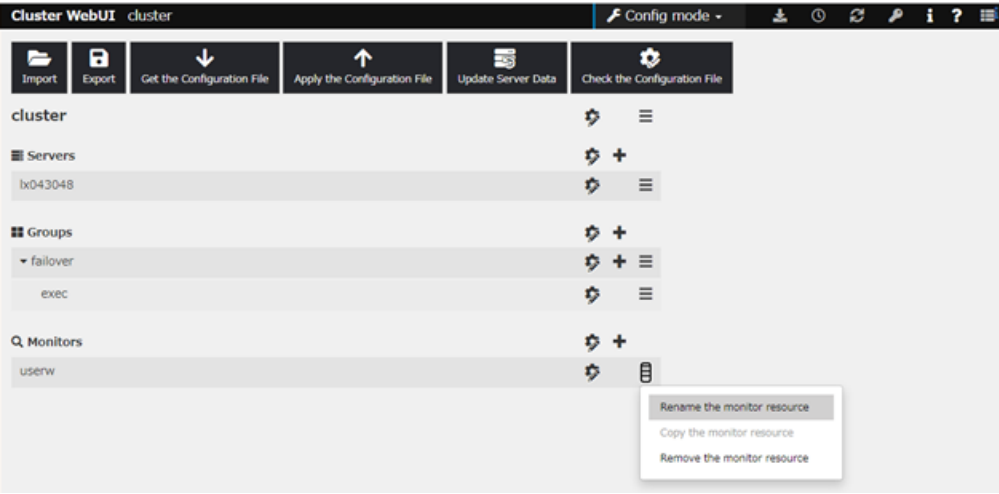 Cluster WebUI cluster Config mode
Import Export Get the Configuration File Apply the Configuration File Update Server Data Check the Configuration File
cluster
Servers
lx043048
Groups
failover
exec
Monitors
userw
Rename the monitor resource
Copy the monitor resource
Remove the monitor resource